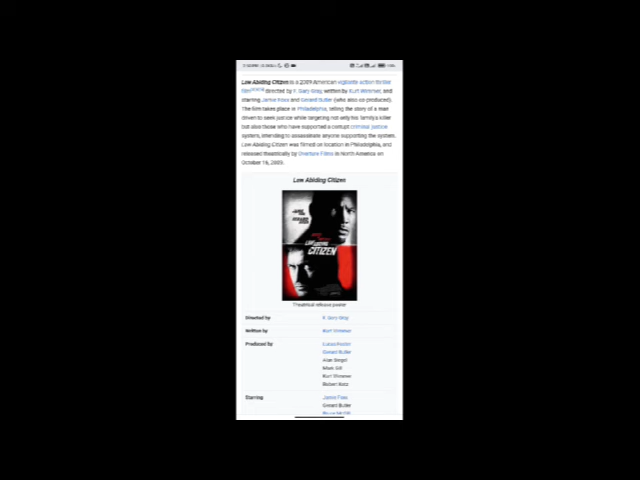 Law Abiding Citizen is a 2009 American vigilante action thriller
film directed by F. Gary Gray, written by Kurt Wimmer, and
starring Jamie Foxx and Gerard Butler (who also co-produced).
The film takes place in Philadelphia, telling the story of a man
driven to seek justice while targeting not only his family's killer
but also those who have supported a corrupt criminal justice
system, intending to assassinate anyone supporting the system.
Law Abiding Citizen was filmed on location in Philadelphia, and
released theatrically by Overture Films in North America on
October 16, 2009.
Law Abiding Citizen
LAW ABIDING
CITIZEN
Theatrical release poster
Directed by F. Gary Gray
Written by Kurt Wimmer
Produced by Lucas Foster
Gerard Butler
Alan Siegel
Mark Gill
Kurt Wimmer
Robert Katz
Starring Jamie Foxx
Gerard Butler